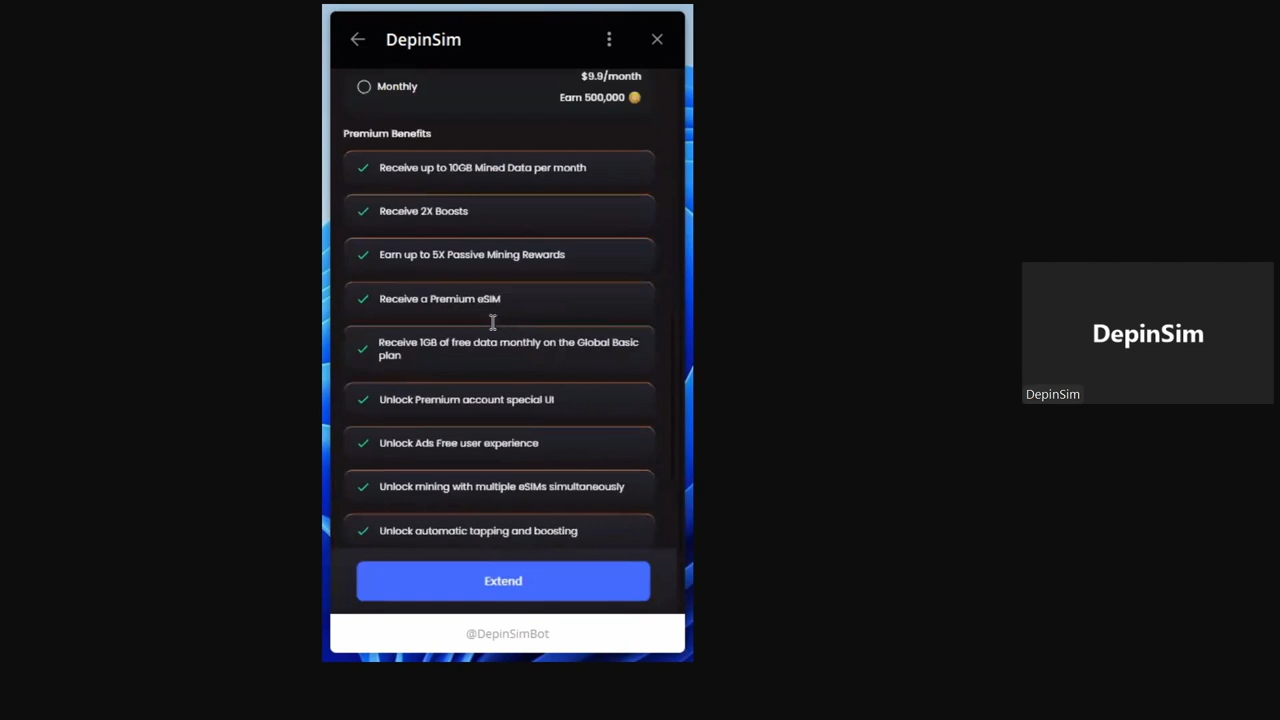 DepinSim
$9.9/month
Monthly
Earn 500,000
Premium Benefits
Receive up to 10GB Mined Data per month
Receive 2X Boosts
Earn up to 5X Passive Mining Rewards
Receive a Premium eSIM
Receive 1GB of free data monthly on the Global Basic
plan
Unlock Premium account special UI
Unlock Ads Free user experience
Unlock mining with multiple eSIMs simultaneously
Unlock automatic tapping and boosting
Extend
@DepinSimBot
DepinSim
DepinSim